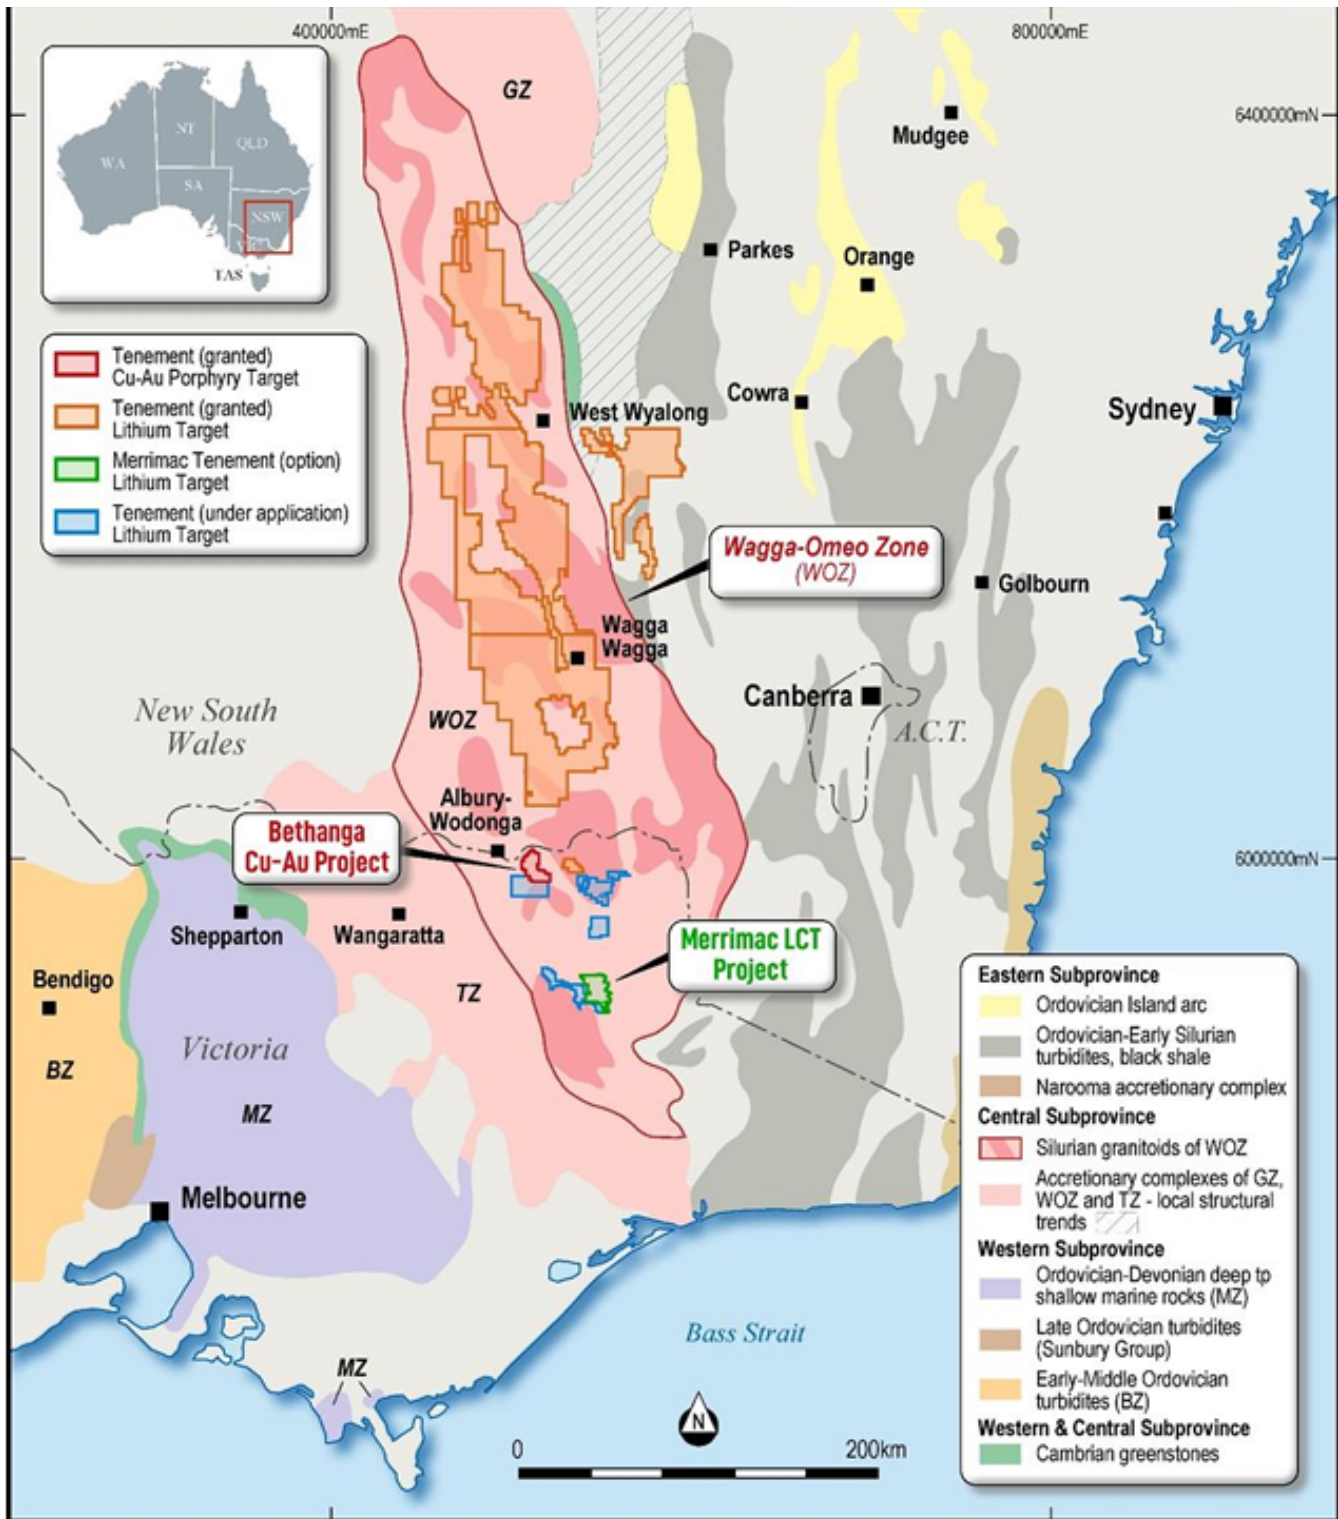 400000mE
800000mE
6400000mN
6000000mN
WA
NT
QLD
SA
NSW
TAS
Tenement (granted)
Cu-Au Porphyry Target
Tenement (granted)
Lithium Target
Merrimac Tenement (option)
Lithium Target
Tenement (under application)
Lithium Target
GZ
Mudgee
Parkes
Orange
Cowra
West Wyalong
Sydney
Wagga-Omeo Zone
(WOZ)
Golbourn
Wagga
Wagga
Canberra
A.C.T.
New South
Wales
WOZ
Albury-
Wodonga
Bethanga
Cu-Au Project
Shepparton
Wangaratta
Merrimac LCT
Project
Bendigo
TZ
Victoria
BZ
MZ
Melbourne
MZ
Bass Strait
N
0
200km
Eastern Subprovince
Ordovician Island arc
Ordovician-Early Silurian
turbidites, black shale
Narooma accretionary complex
Central Subprovince
Silurian granitoids of WOZ
Accretionary complexes of GZ,
WOZ and TZ - local structural
trends
Western Subprovince
Ordovician-Devonian deep tp
shallow marine rocks (MZ)
Late Ordovician turbidites
(Sunbury Group)
Early-Middle Ordovician
turbidites (BZ)
Western & Central Subprovince
Cambrian greenstones